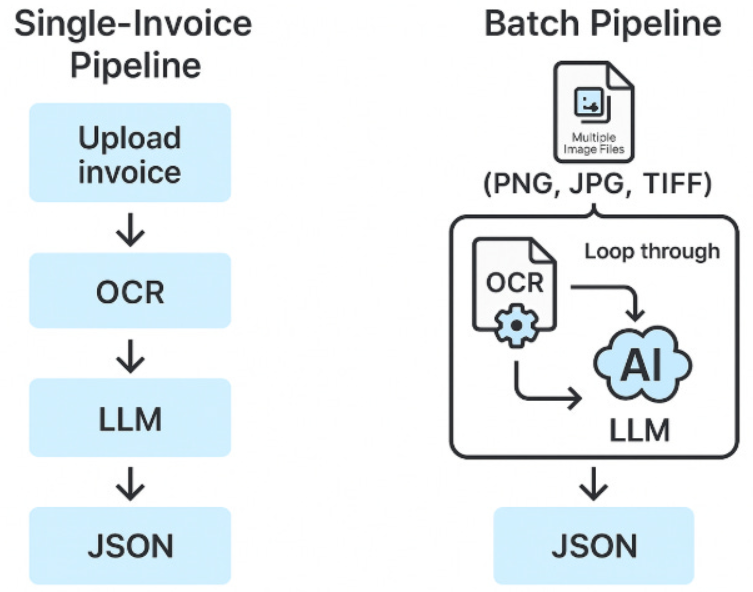 Single-Invoice
Pipeline
Upload
invoice
OCR
LLM
JSON
Batch Pipeline
Multiple
Image Files
(PNG, JPG, TIFF)
OCR
Loop through
AI
LLM
JSON